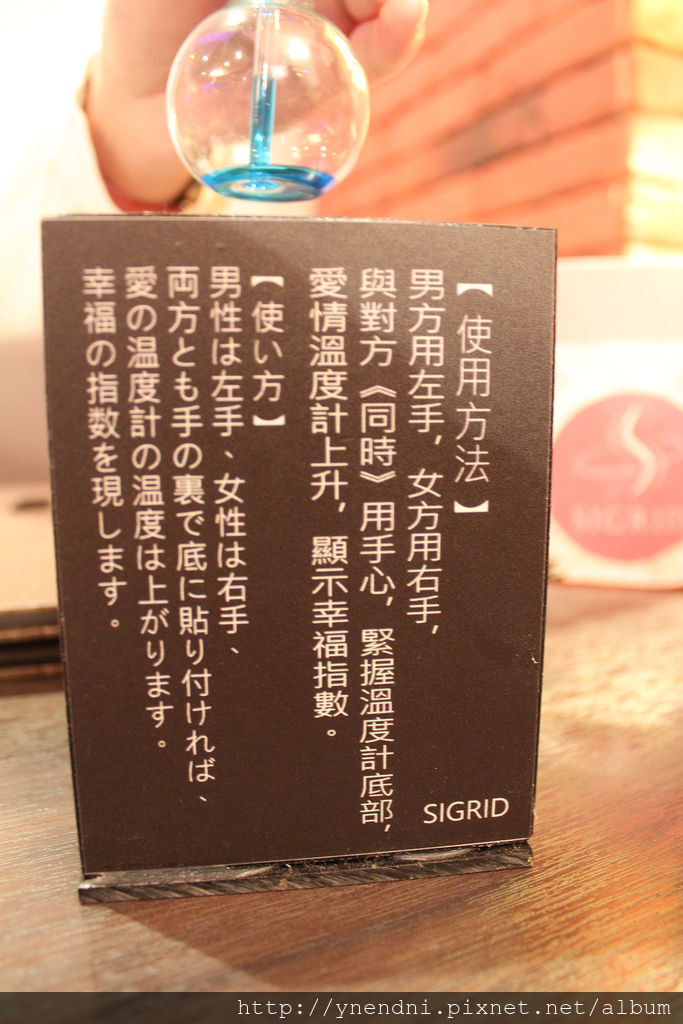 【使用方法】
男方用左手，女方用右手，
與對方《同時》用手心，緊握溫度計底部，
愛情溫度計上升，顯示幸福指數。
【使い方】
男性は左手、女性は右手、
両方とも手の裏で底に貼り付ければ、
愛の温度計の温度は上がります。
幸福の指数を現します。
SIGRID
SIGRID
http://ynendni.pixnet.net/album